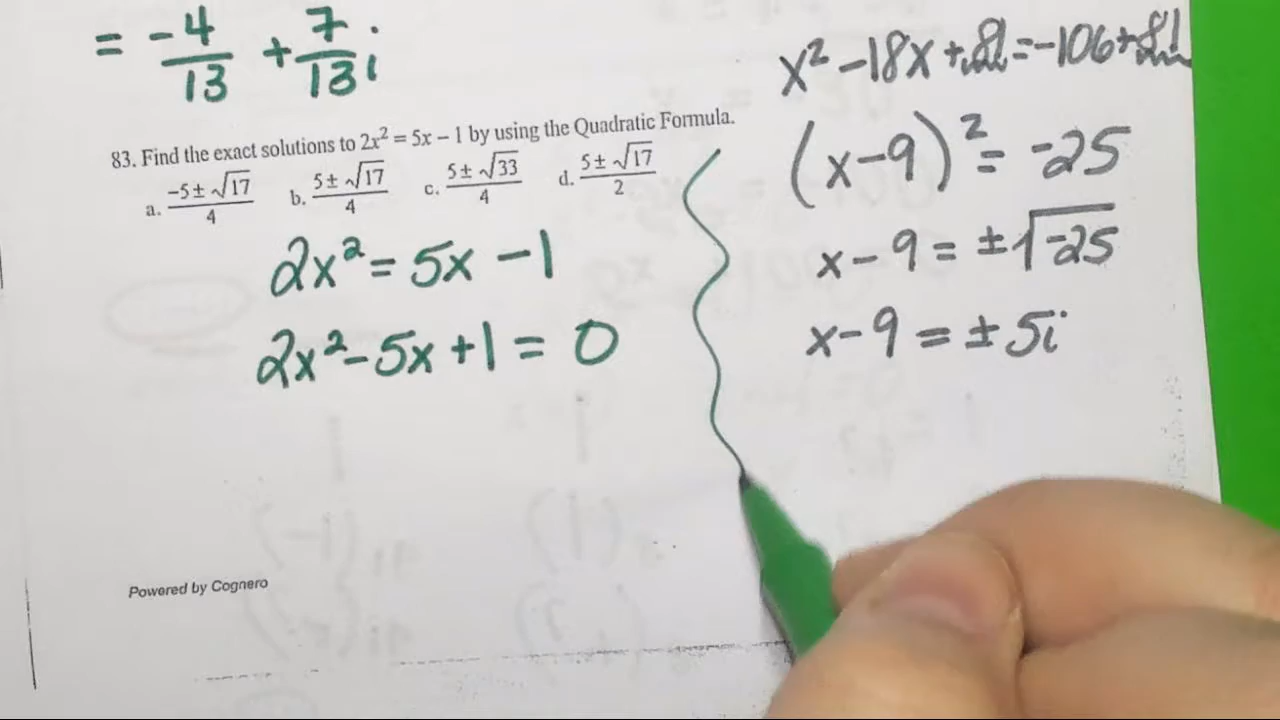 = -4/13 + 7/13 i
83. Find the exact solutions to 2x² = 5x – 1 by using the Quadratic Formula.
a. (-5 ± √17)/4 b. (5 ± √17)/4 c. (5 ± √33)/4 d. (5 ± √17)/2
2x² = 5x - 1
2x² - 5x + 1 = 0
Powered by Cognero
x² - 18x + 81 = -106 + 81
(x - 9)² = -25
x - 9 = ± √-25
x - 9 = ± 5i